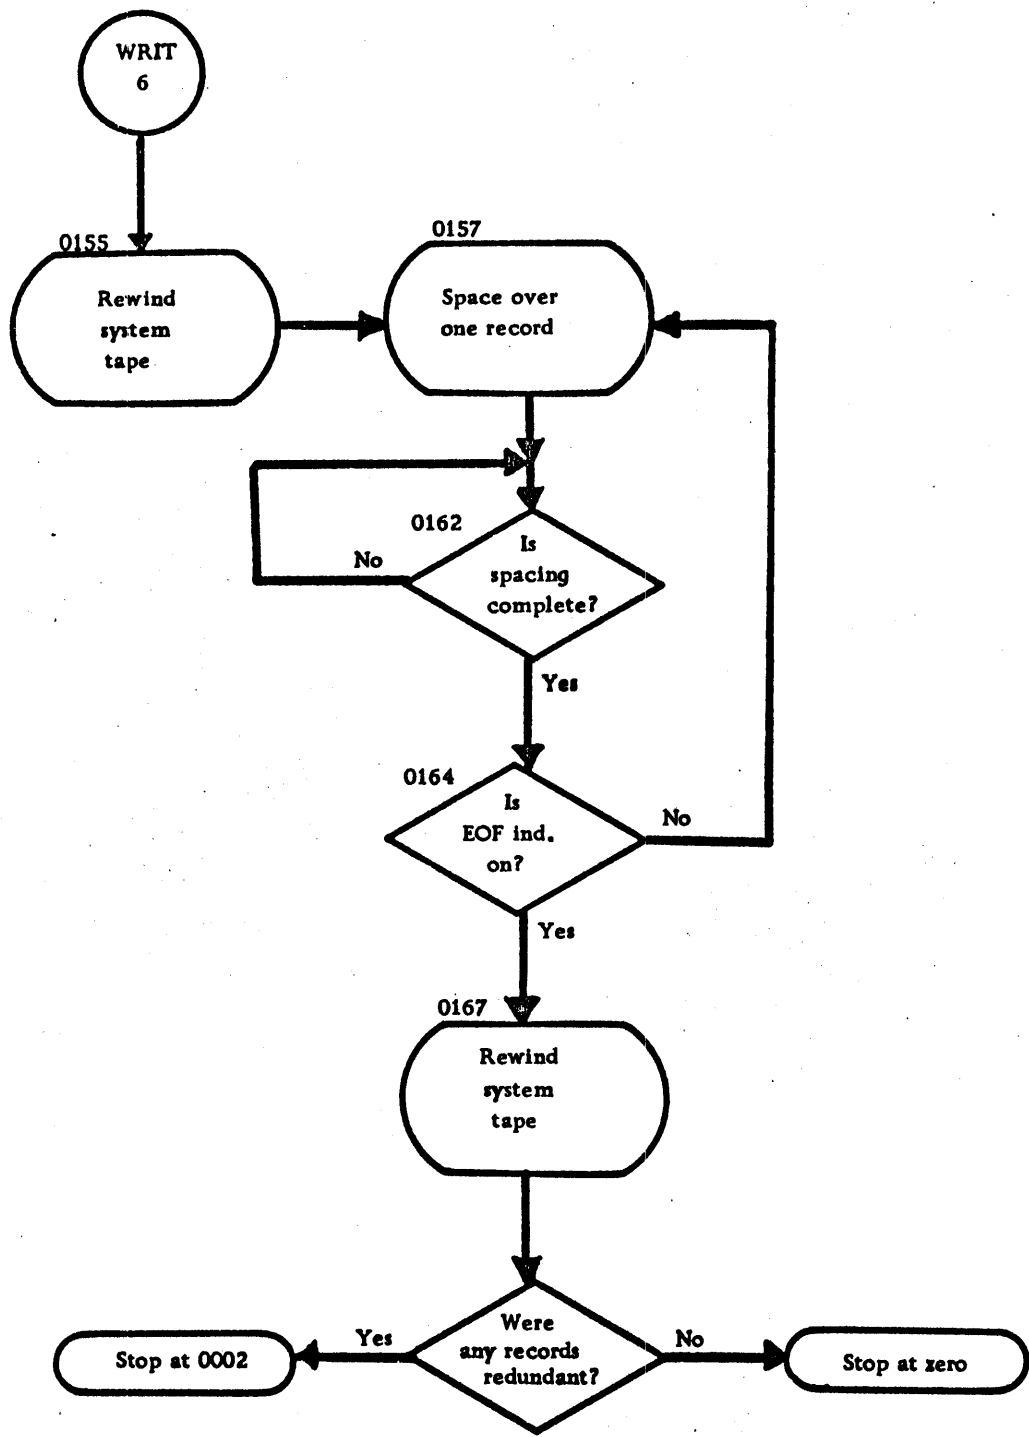 WRIT
6
0155
Rewind
system
tape
0157
Space over
one record
0162
Is
spacing
complete?
No
Yes
0164
Is
EOF ind.
on?
No
Yes
0167
Rewind
system
tape
Were
any records
redundant?
Yes
No
Stop at 0002
Stop at zero